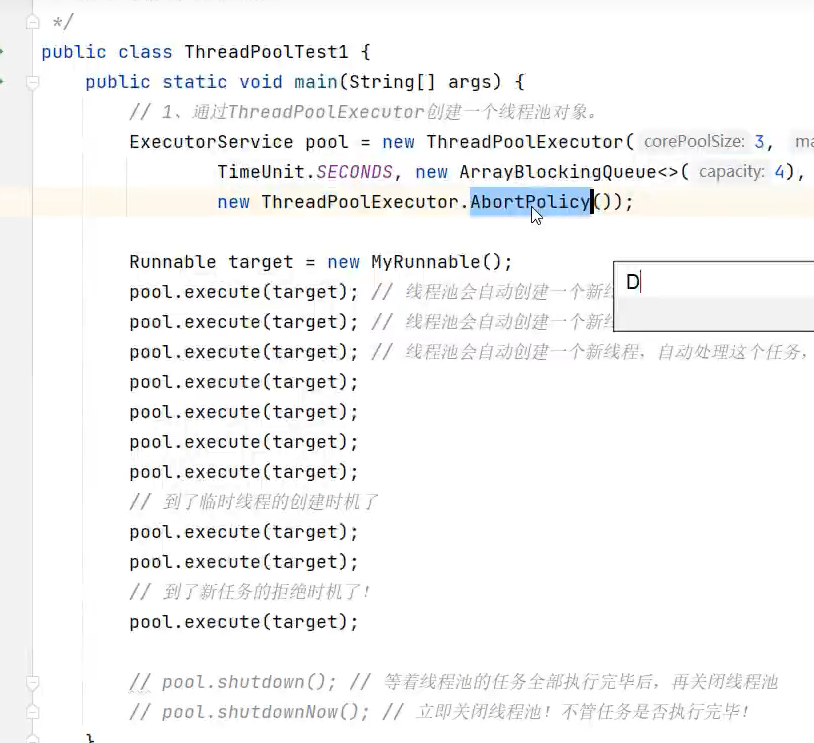 */
public class ThreadPoolTest1 {
public static void main(String[] args) {
// 1、通过ThreadPoolExecutor创建一个线程池对象。
ExecutorService pool = new ThreadPoolExecutor( corePoolSize: 3, ma
TimeUnit.SECONDS, new ArrayBlockingQueue<>( capacity: 4),
new ThreadPoolExecutor.AbortPolicy());
Runnable target = new MyRunnable();
D
pool.execute(target); // 线程池会自动创建一个新
pool.execute(target); // 线程池会自动创建一个新
pool.execute(target); // 线程池会自动创建一个新线程，自动处理这个任务，
pool.execute(target);
pool.execute(target);
pool.execute(target);
pool.execute(target);
// 到了临时线程的创建时机了
pool.execute(target);
pool.execute(target);
// 到了新任务的拒绝时机了！
pool.execute(target);
// pool.shutdown(); // 等着线程池的任务全部执行完毕后，再关闭线程池
// pool.shutdownNow(); // 立即关闭线程池！不管任务是否执行完毕！
}